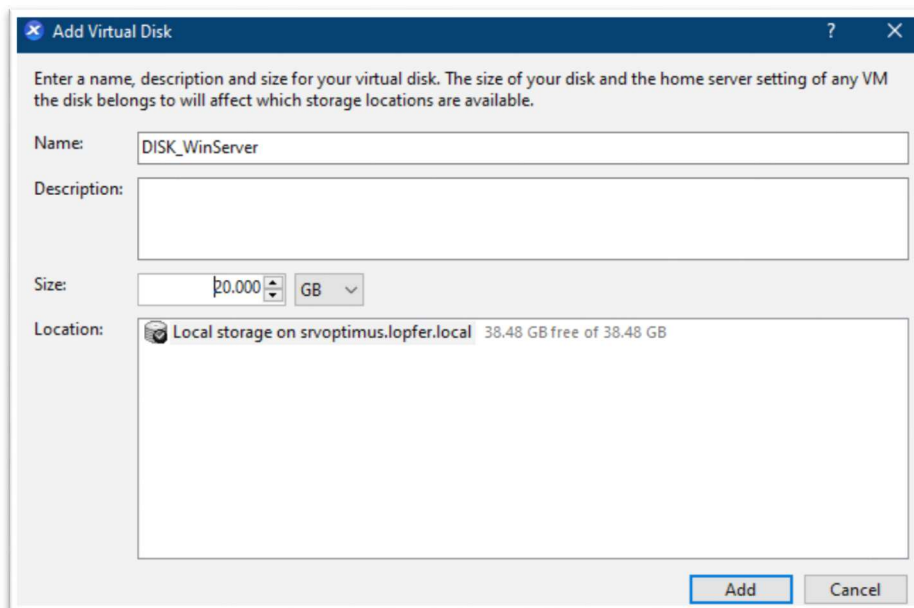 Add Virtual Disk ?
Enter a name, description and size for your virtual disk. The size of your disk and the home server setting of any VM
the disk belongs to will affect which storage locations are available.
Name: DISK_WinServer
Description:
Size: 20.000 GB
Location: Local storage on srvoptimus.lopfer.local 38.48 GB free of 38.48 GB
Add Cancel